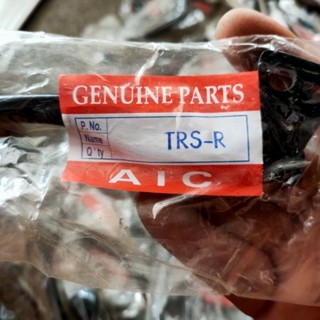 GENUINE PARTS
P. No.
Name TRS-R
Q'ty
AIC